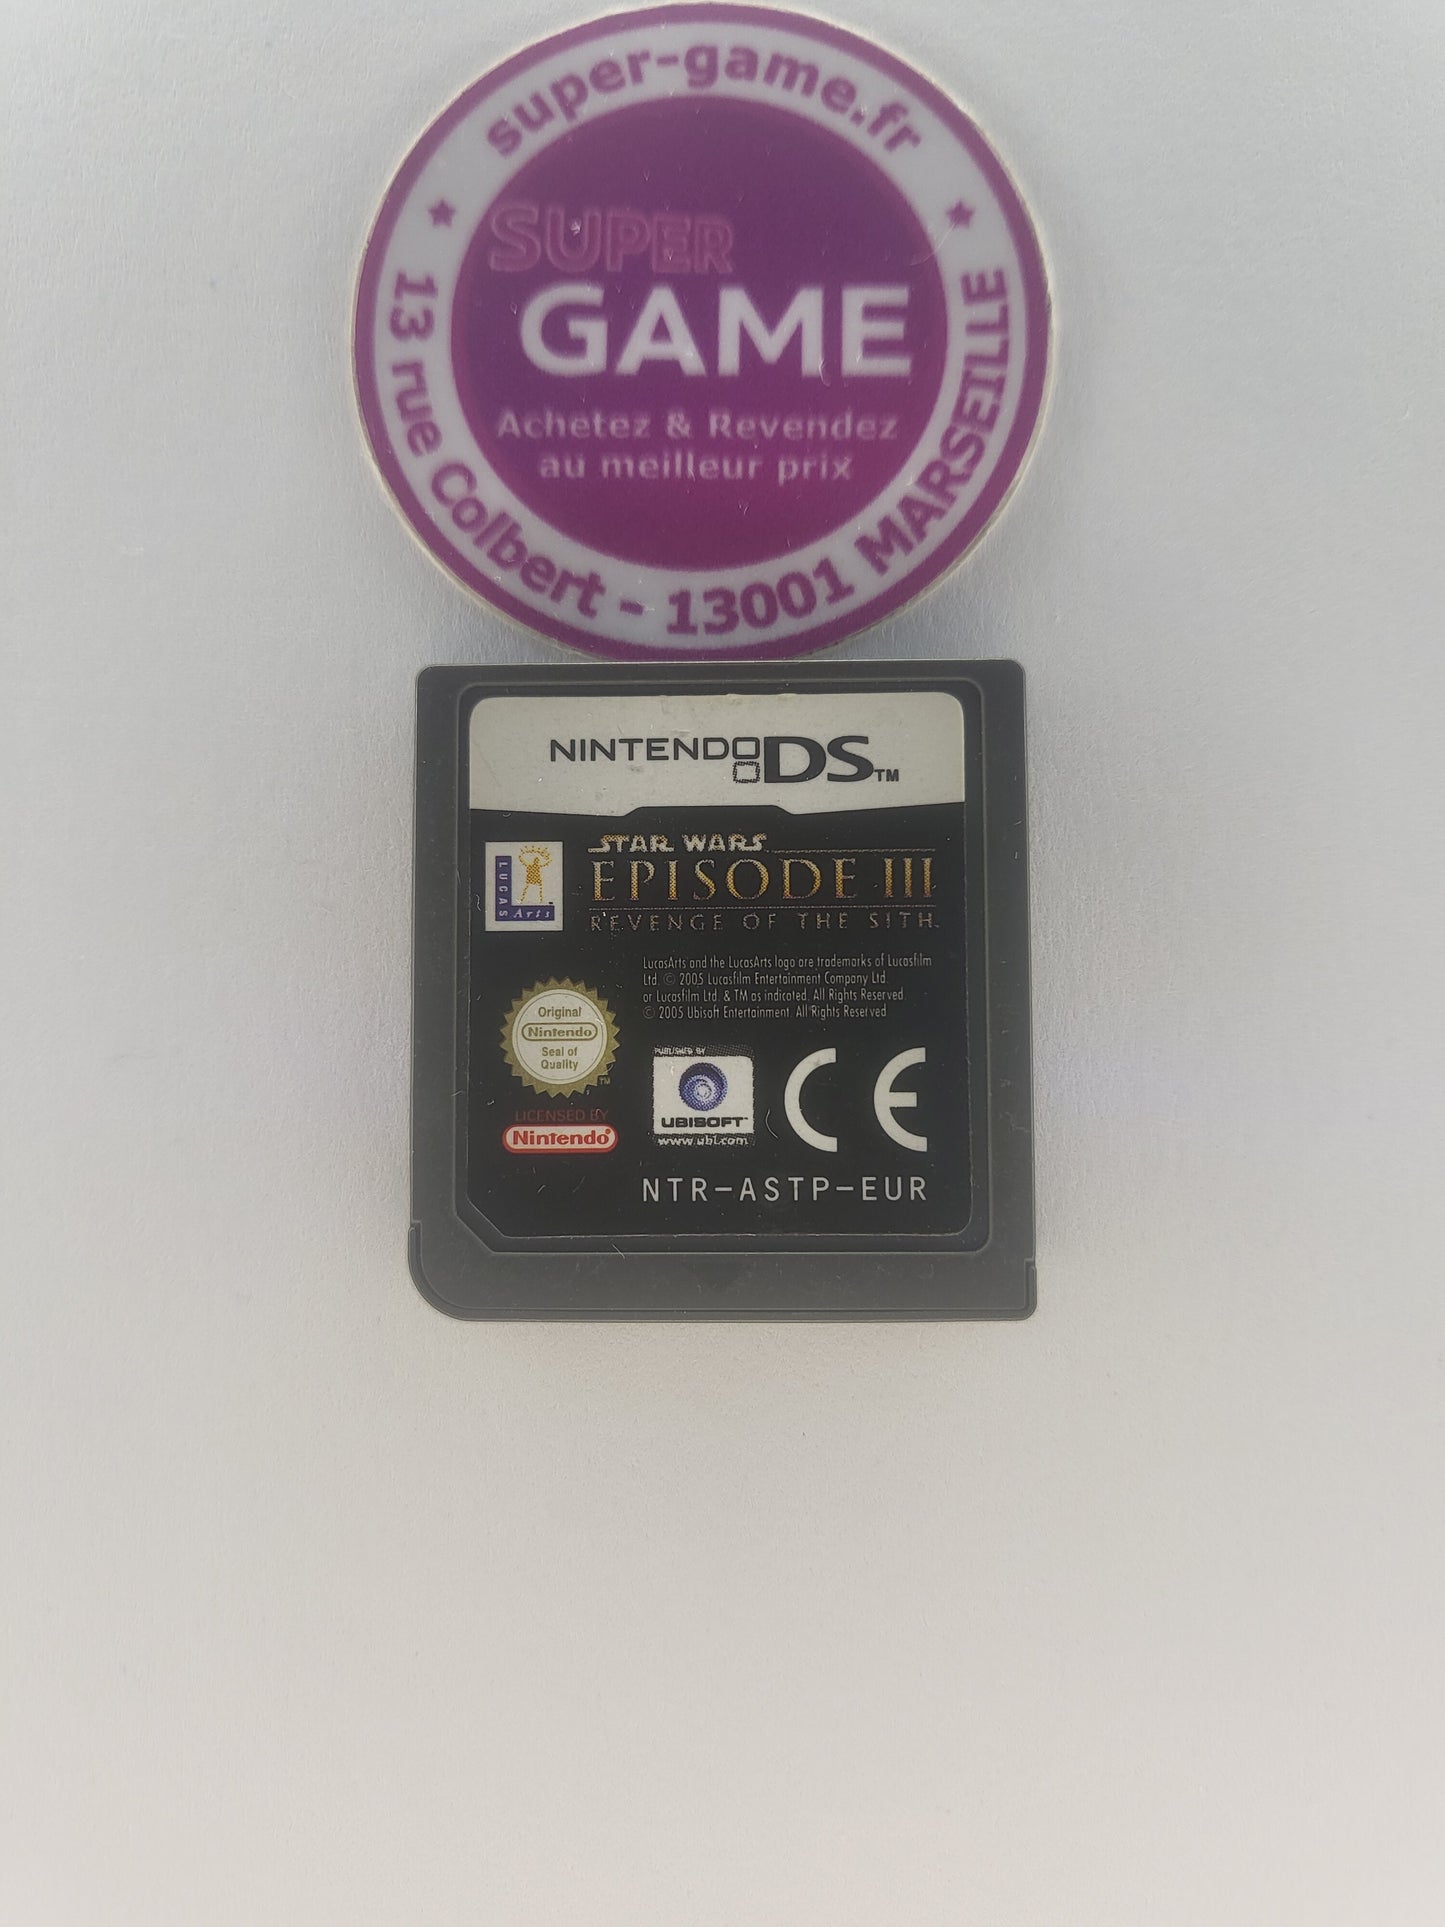 super-game.fr
SUPER
GAME
Achetez & Revendez
au meilleur prix
13 rue Colbert - 13001 MARSEILLE
NINTENDO DS™
LUCAS
Arts
STAR WARS
EPISODE III
REVENGE OF THE SITH™
LucasArts and the LucasArts logo are trademarks of Lucasfilm
Ltd. © 2005 Lucasfilm Entertainment Company Ltd.
or Lucasfilm Ltd. & TM as indicated. All Rights Reserved.
© 2005 Ubisoft Entertainment. All Rights Reserved
Original
Nintendo
Seal of
Quality
TM
LICENSED BY
Nintendo®
PUBLISHED BY
UBISOFT™
www.ubi.com
CE
NTR-ASTP-EUR